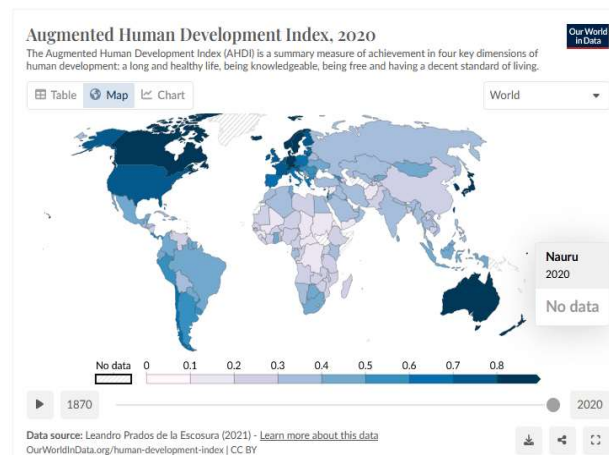 Augmented Human Development Index, 2020
Our World
in Data
The Augmented Human Development Index (AHDI) is a summary measure of achievement in four key dimensions of
human development: a long and healthy life, being knowledgeable, being free and having a decent standard of living.
Table Map Chart
World
Nauru
2020
No data
No data 0 0.1 0.2 0.3 0.4 0.5 0.6 0.7 0.8
1870 2020
Data source: Leandro Prados de la Escosura (2021) - Learn more about this data
OurWorldInData.org/human-development-index | CC BY